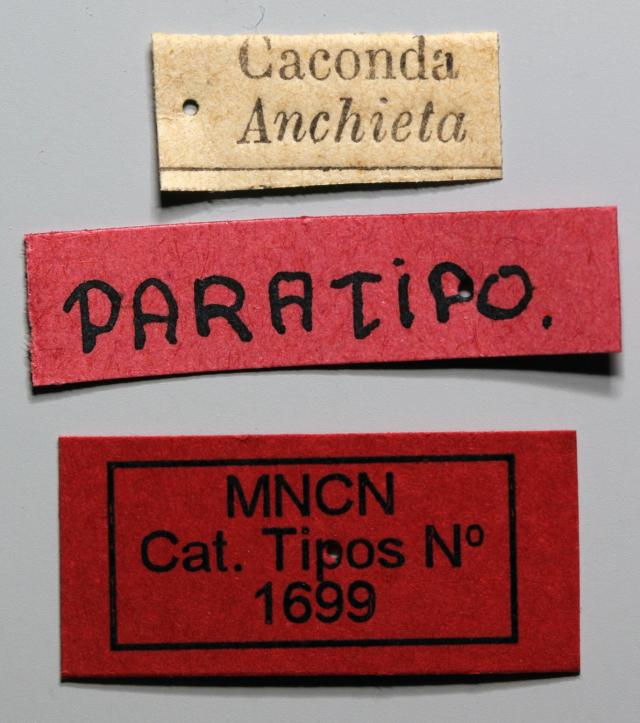 Caconda
Anchieta
PARATiPO.
MNCN
Cat. Tipos Nº
1699